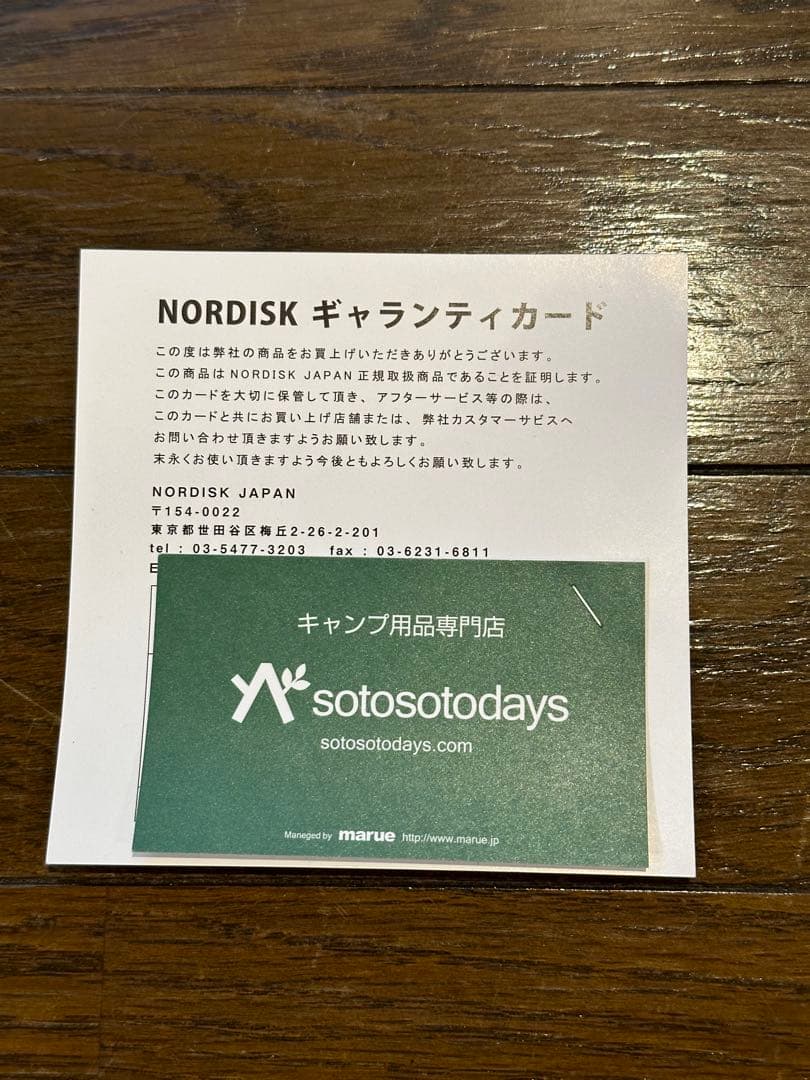 NORDISK ギャランティカード
この度は弊社の商品をお買上げいただきありがとうございます。
この商品はNORDISK JAPAN正規取扱商品であることを証明します。
このカードを大切に保管して頂き、アフターサービス等の際は、
このカードと共にお買い上げ店舗または、弊社カスタマーサビスへ
お問い合わせ頂きますようお願い致します。
末永くお使い頂きますよう今後ともよろしくお願い致します。
NORDISK JAPAN
〒154-0022
東京都世田谷区梅丘2-26-2-201
tel : 03-5477-3203 fax : 03-6231-6811
キャンプ用品専門店
sotosotodays
sotosotodays.com
Maneged by marue http://www.marue.jp